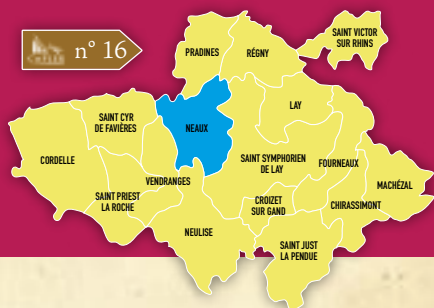 n° 16
PRADINES
RÉGNY
SAINT VICTOR
SUR RHINS
SAINT CYR
DE FAVIÈRES
NEAUX
LAY
CORDELLE
SAINT SYMPHORIEN
DE LAY
FOURNEAUX
VENDRANGES
MACHÉZAL
SAINT PRIEST
LA ROCHE
CROIZET
SUR GAND
CHIRASSIMONT
NEULISE
SAINT JUST
LA PENDUE